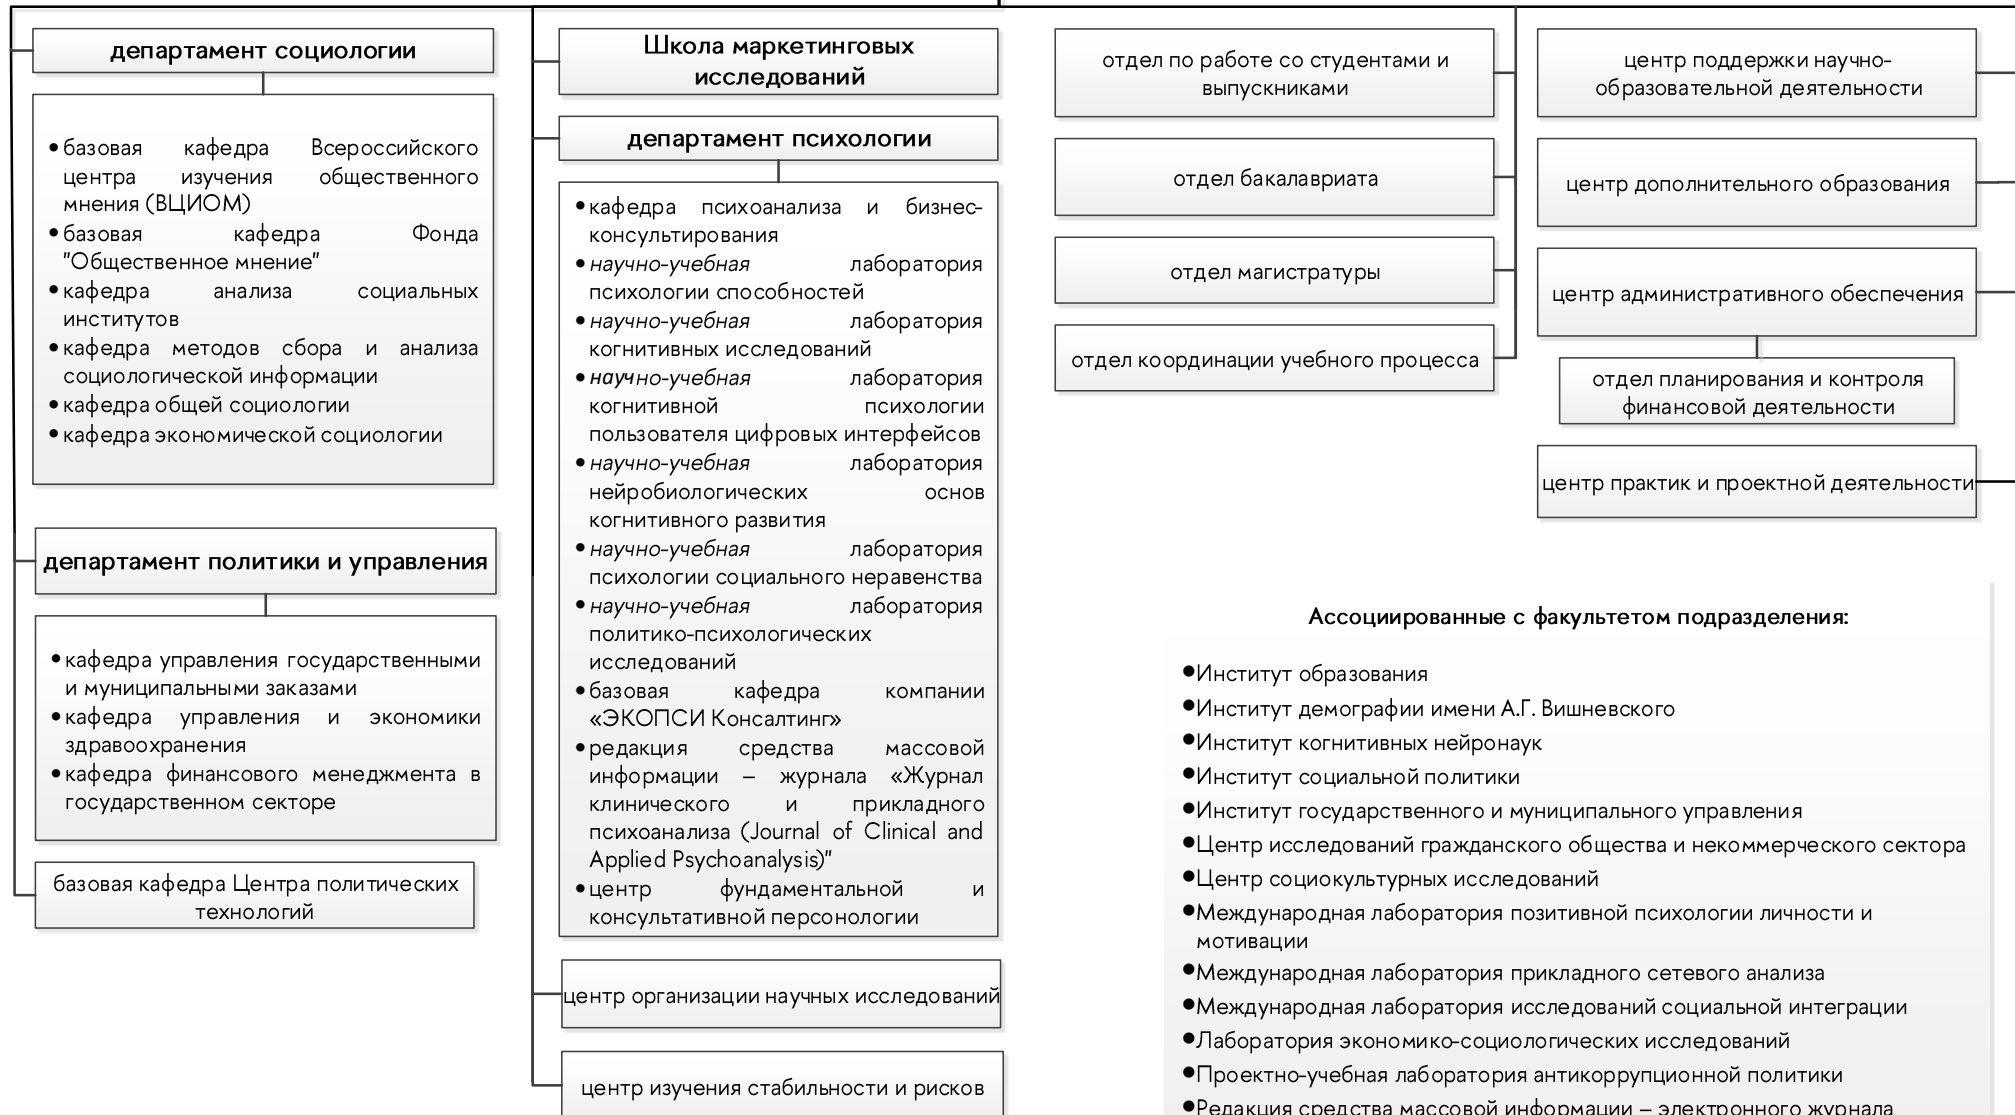 департамент социологии
• базовая кафедра Всероссийского
центра изучения общественного
мнения (ВЦИОМ)
• базовая кафедра Фонда
"Общественное мнение"
• кафедра анализа социальных
институтов
• кафедра методов сбора и анализа
социологической информации
• кафедра общей социологии
• кафедра экономической социологии
департамент политики и управления
• кафедра управления государственными
и муниципальными заказами
• кафедра управления и экономики
здравоохранения
• кафедра финансового менеджмента в
государственном секторе
базовая кафедра Центра политических
технологий
Школа маркетинговых
исследований
департамент психологии
• кафедра психоанализа и бизнес-
консультирования
• научно-учебная лаборатория
психологии способностей
• научно-учебная лаборатория
когнитивных исследований
• научно-учебная лаборатория
когнитивной психологии
пользователя цифровых интерфейсов
• научно-учебная лаборатория
нейробиологических основ
когнитивного развития
• научно-учебная лаборатория
психологии социального неравенства
• научно-учебная лаборатория
политико-психологических
исследований
• базовая кафедра компании
«ЭКОПСИ Консалтинг»
• редакция средства массовой
информации – журнала «Журнал
клинического и прикладного
психоанализа (Journal of Clinical and
Applied Psychoanalysis)"
• центр фундаментальной и
консультативной персонологии
центр организации научных исследований
центр изучения стабильности и рисков
отдел по работе со студентами и
выпускниками
отдел бакалавриата
отдел магистратуры
отдел координации учебного процесса
центр поддержки научно-
образовательной деятельности
центр дополнительного образования
центр административного обеспечения
отдел планирования и контроля
финансовой деятельности
центр практик и проектной деятельности
Ассоциированные с факультетом подразделения:
•Институт образования
•Институт демографии имени А.Г. Вишневского
•Институт когнитивных нейронаук
•Институт социальной политики
•Институт государственного и муниципального управления
•Центр исследований гражданского общества и некоммерческого сектора
•Центр социокультурных исследований
•Международная лаборатория позитивной психологии личности и
мотивации
•Международная лаборатория прикладного сетевого анализа
•Международная лаборатория исследований социальной интеграции
•Лаборатория экономико-социологических исследований
•Проектно-учебная лаборатория антикоррупционной политики
•Редакция средства массовой информации – электронного журнала